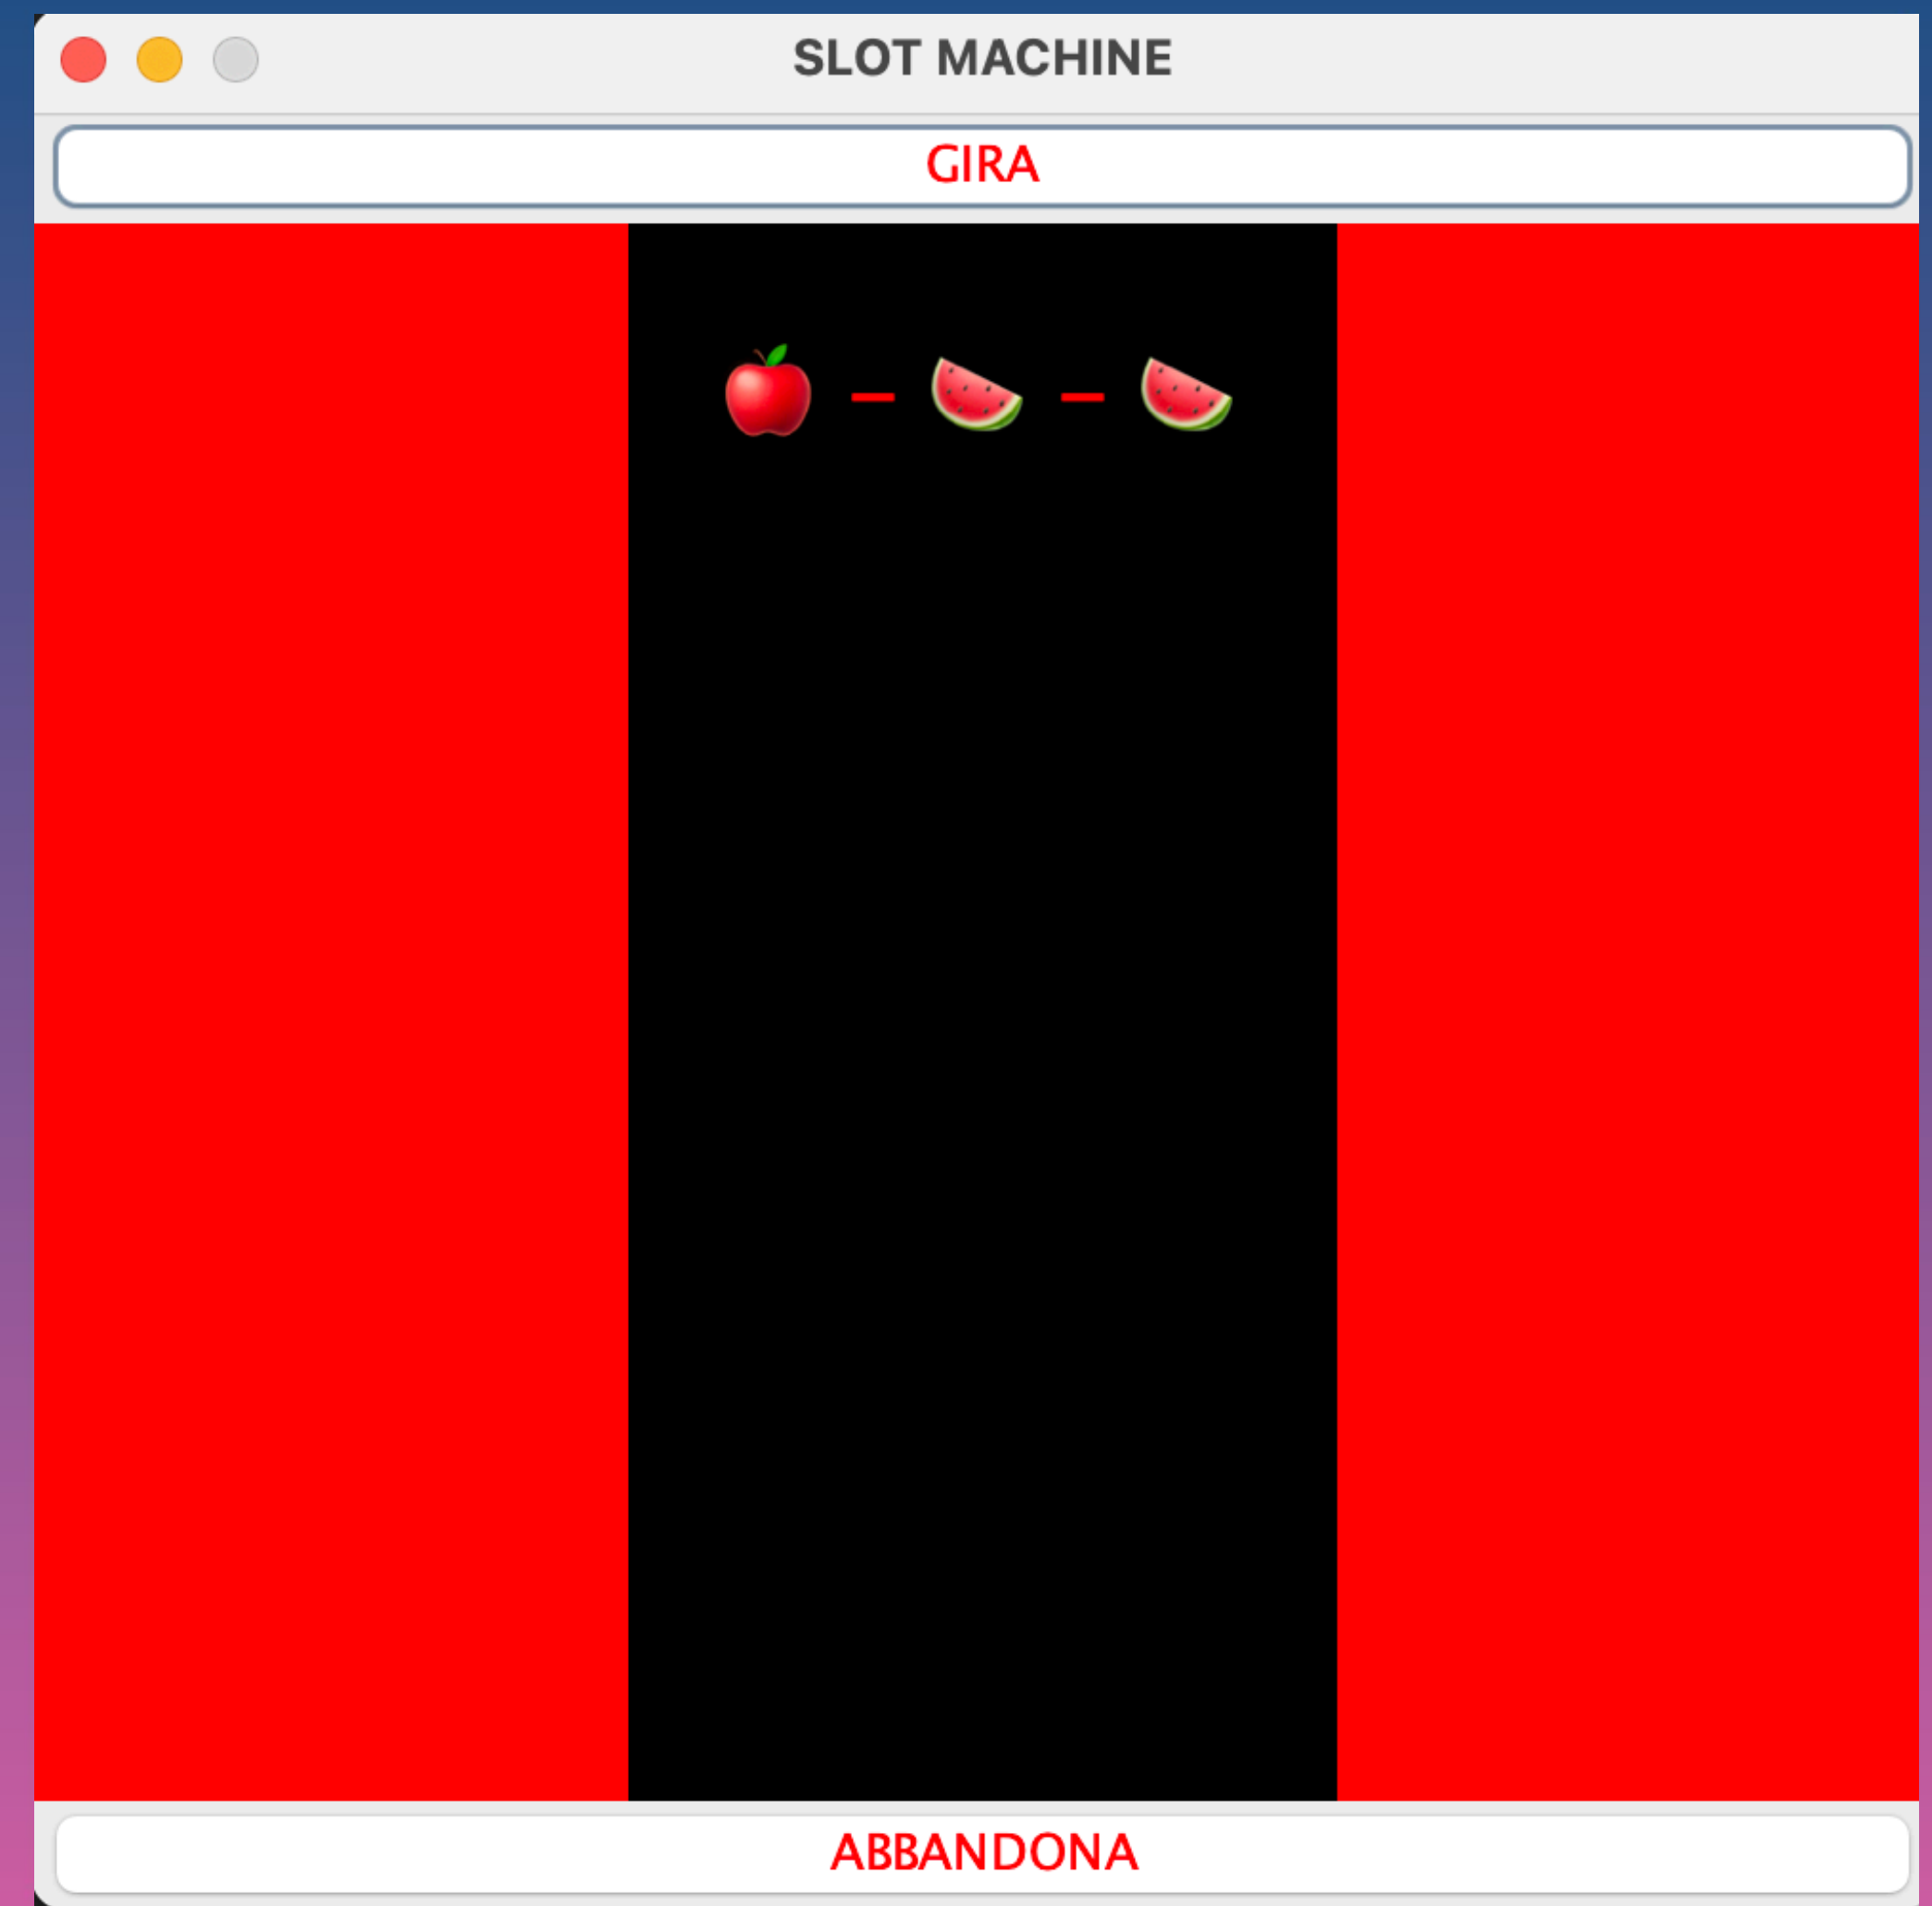 SLOT MACHINE
GIRA
🍎 – 🍉 – 🍉
ABBANDONA